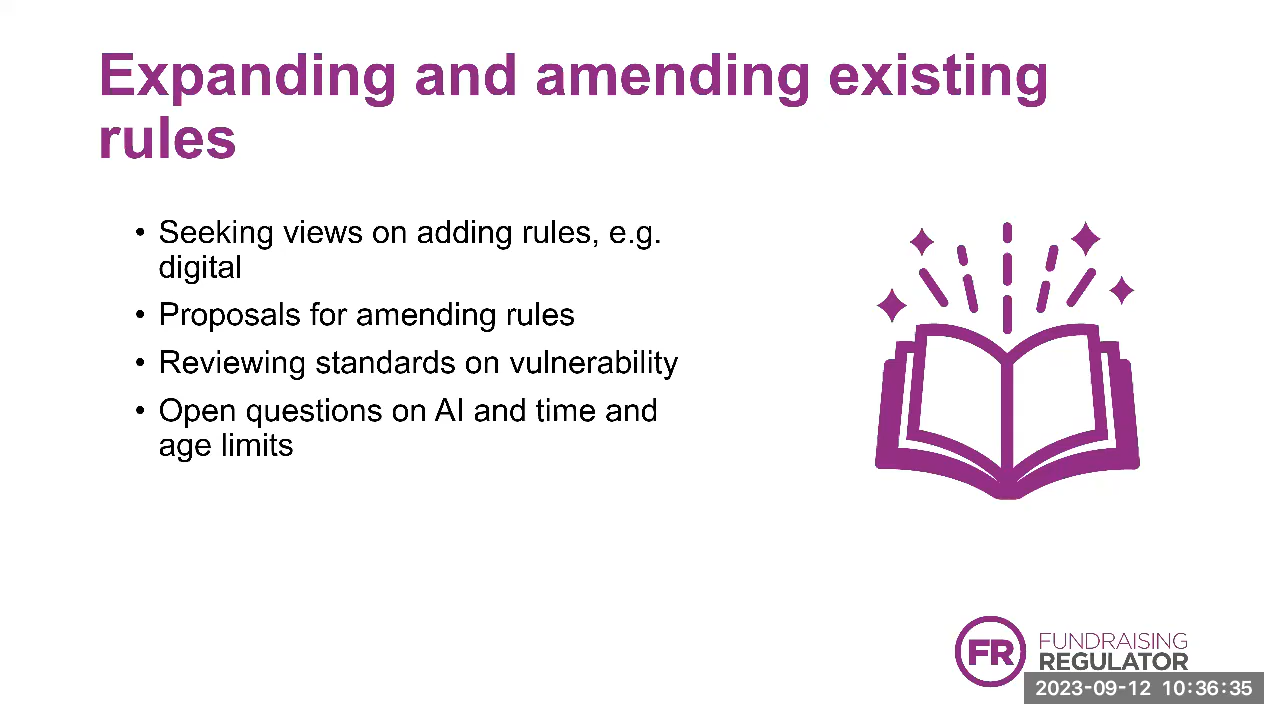 Expanding and amending existing
rules
• Seeking views on adding rules, e.g.
digital
• Proposals for amending rules
• Reviewing standards on vulnerability
• Open questions on AI and time and
age limits
FR
FUNDRAISING
REGULATOR
2023-09-12 10:36:35